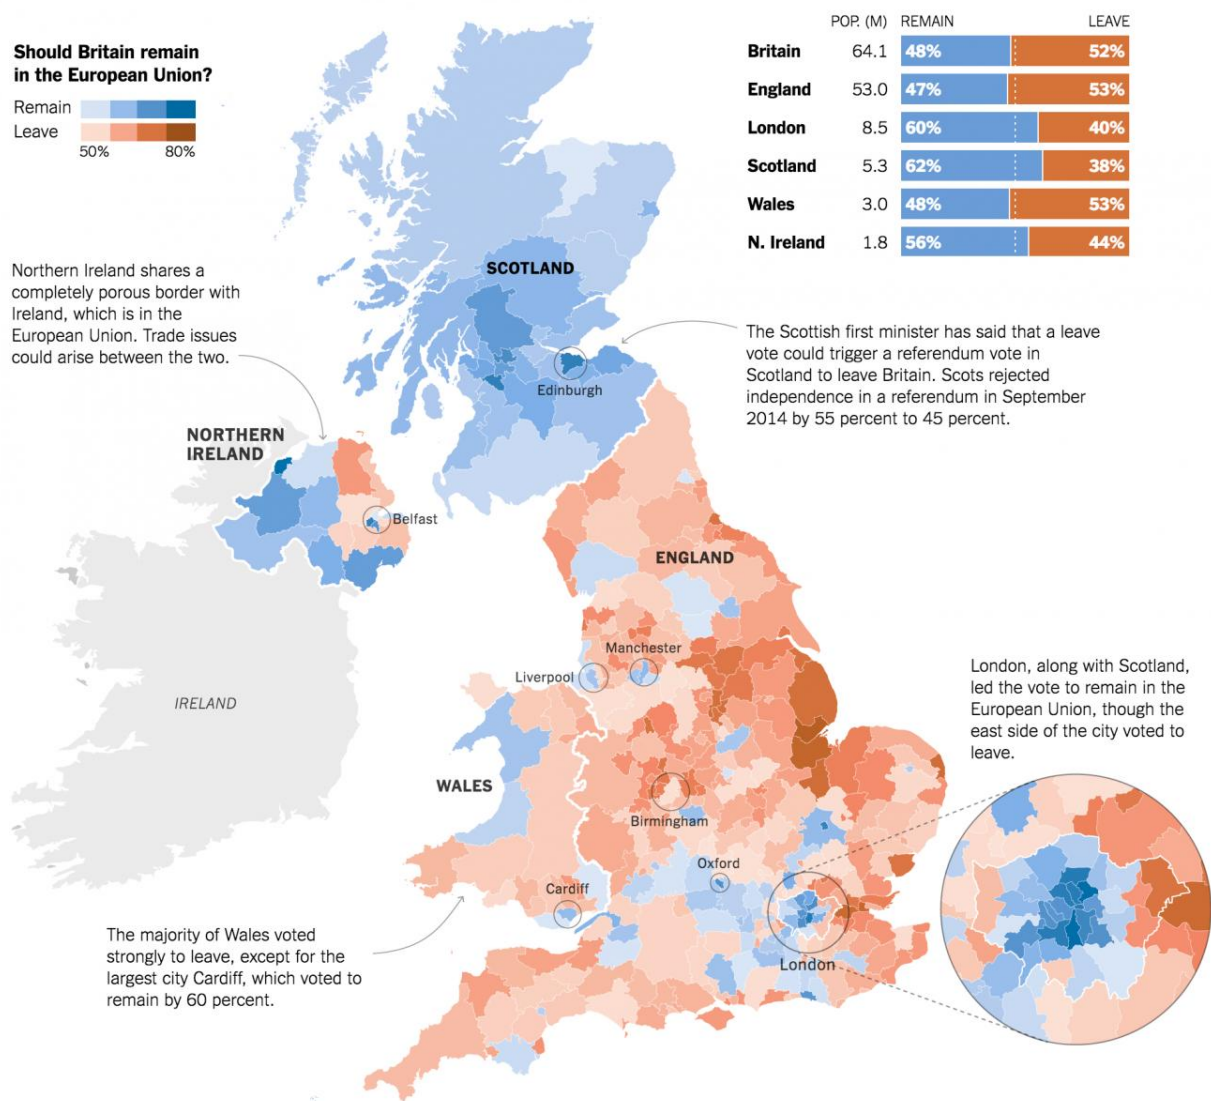 Should Britain remain
in the European Union?
Remain
Leave
50% 80%
POP. (M) REMAIN LEAVE
Britain 64.1 48% 52%
England 53.0 47% 53%
London 8.5 60% 40%
Scotland 5.3 62% 38%
Wales 3.0 48% 53%
N. Ireland 1.8 56% 44%
Northern Ireland shares a
completely porous border with
Ireland, which is in the
European Union. Trade issues
could arise between the two.
SCOTLAND
Edinburgh
The Scottish first minister has said that a leave
vote could trigger a referendum vote in
Scotland to leave Britain. Scots rejected
independence in a referendum in September
2014 by 55 percent to 45 percent.
NORTHERN
IRELAND
Belfast
ENGLAND
Manchester
Liverpool
IRELAND
WALES
Birmingham
Oxford
Cardiff
London
London, along with Scotland,
led the vote to remain in the
European Union, though the
east side of the city voted to
leave.
The majority of Wales voted
strongly to leave, except for the
largest city Cardiff, which voted to
remain by 60 percent.